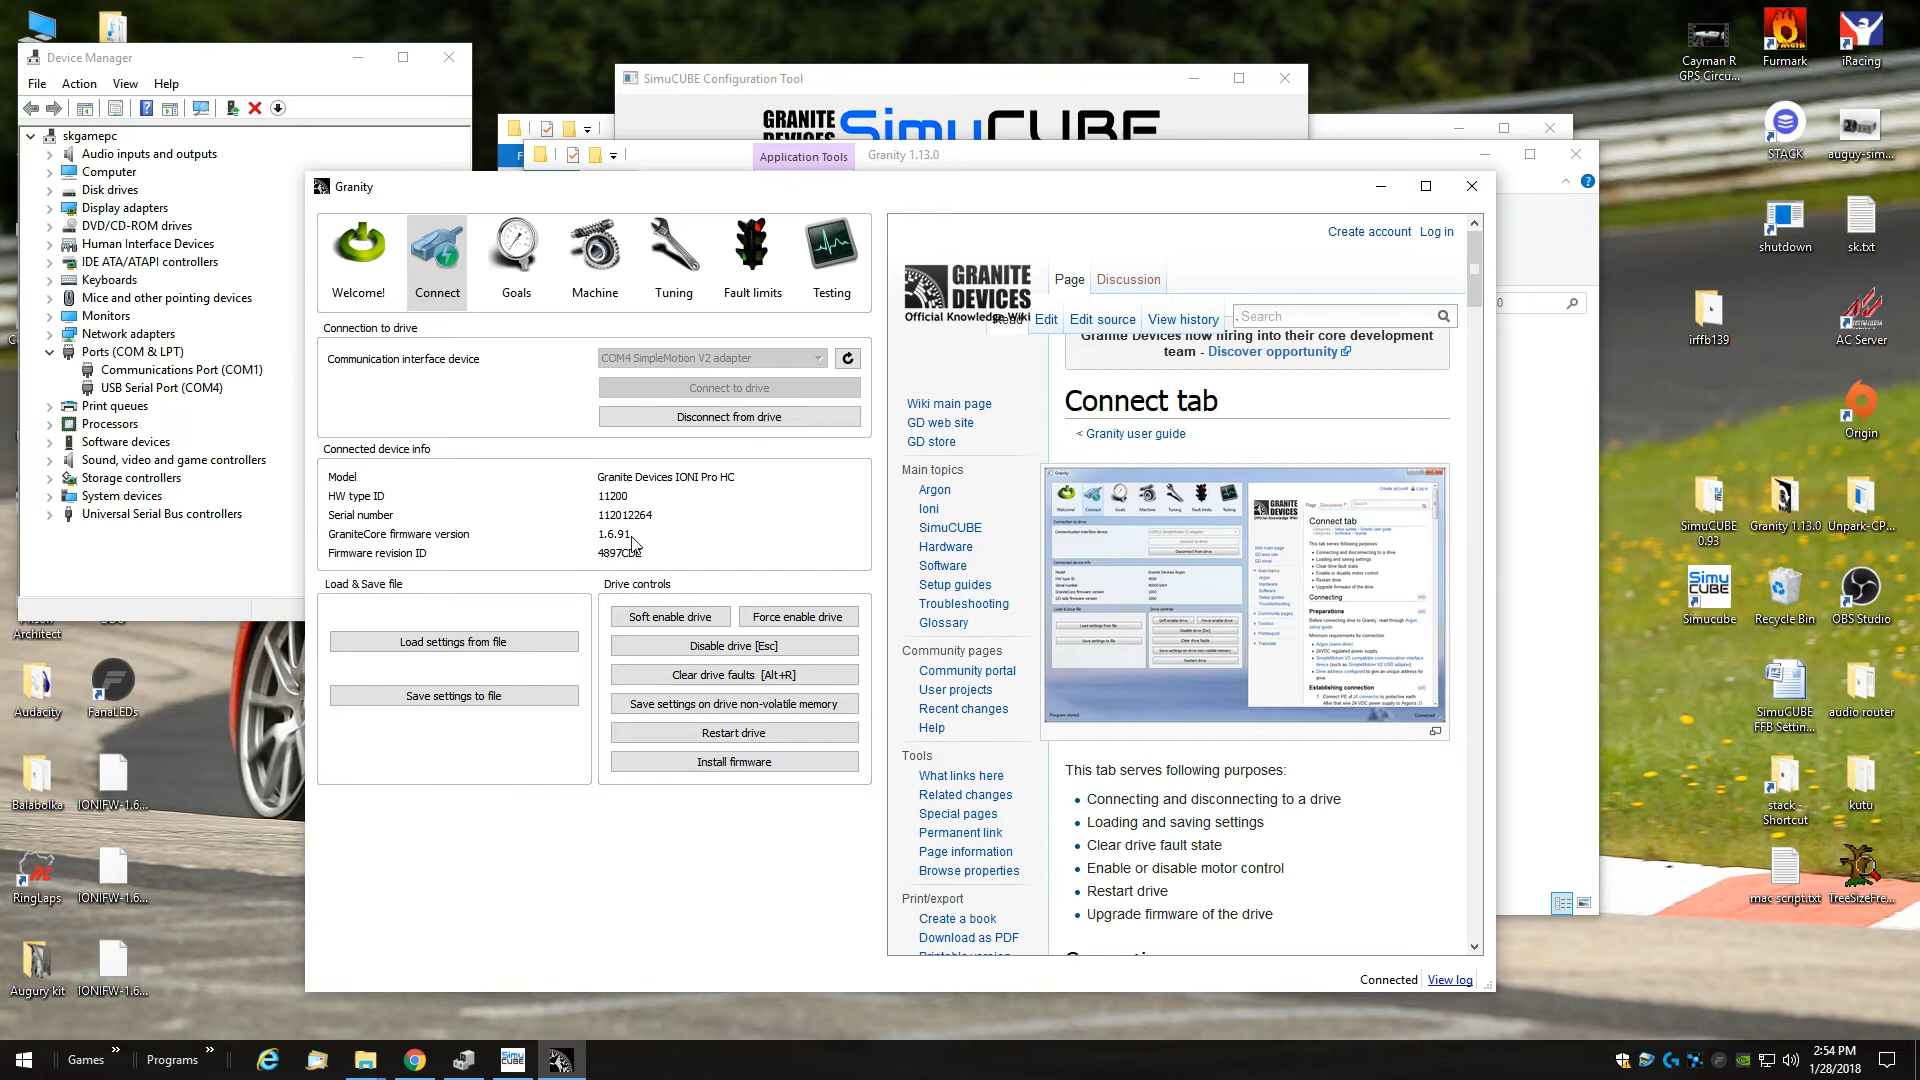 Device Manager
File Action View Help
skgamepc
Audio inputs and outputs
Computer
Disk drives
Display adapters
DVD/CD-ROM drives
Human Interface Devices
IDE ATA/ATAPI controllers
Keyboards
Mice and other pointing devices
Monitors
Network adapters
Ports (COM & LPT)
Communications Port (COM1)
USB Serial Port (COM4)
Print queues
Processors
Software devices
Sound, video and game controllers
Storage controllers
System devices
Universal Serial Bus controllers
SimuCUBE Configuration Tool
GRANITE
DEVICES
SimuCUBE
F
Application Tools Granity 1.13.0
Granity
Welcome! Connect Goals Machine Tuning Fault limits Testing
Connection to drive
Communication interface device COM4 SimpleMotion V2 adapter
Connect to drive
Disconnect from drive
Connected device info
Model Granite Devices IONI Pro HC
HW type ID 11200
Serial number 112012264
GraniteCore firmware version 1.6.91
Firmware revision ID
Load & Save file
Load settings from file
Save settings to file
Drive controls
Soft enable drive Force enable drive
Disable drive [Esc]
Clear drive faults [Alt+R]
Save settings on drive non-volatile memory
Restart drive
Install firmware
Create account Log in
GRANITE
DEVICES
Official Knowledge Wiki
Page Discussion
Read Edit Edit source View history Search
Granite Devices now hiring into their core development
team - Discover opportunity
Wiki main page
GD web site
GD store
Main topics
Argon
Ioni
SimuCUBE
Hardware
Software
Setup guides
Troubleshooting
Glossary
Community pages
Community portal
User projects
Recent changes
Help
Tools
What links here
Related changes
Special pages
Permanent link
Page information
Browse properties
Print/export
Create a book
Download as PDF
Printable version
Connect tab
< Granity user guide
This tab serves following purposes:
Connecting and disconnecting to a drive
Loading and saving settings
Clear drive fault state
Enable or disable motor control
Restart drive
Upgrade firmware of the drive
Connected View log
Cayman R
GPS Circu...
Furmark
iRacing
STACK
auguy-sim...
shutdown
sk.txt
irffb139
AC Server
Origin
SimuCUBE
0.93
Granity 1.13.0
Unpark-CP...
Simu
CUBE
Simucube
Recycle Bin
OBS Studio
SimuCUBE
FFB Settin...
audio router
stack -
Shortcut
kutu
mac script.txt
TreeSizeFre...
Architect
Audacity
FanaLEDs
Balabolka
IONIFW-1.6...
RingLaps
IONIFW-1.6...
Augury kit
IONIFW-1.6...
Games » Programs »
2:54 PM
1/28/2018